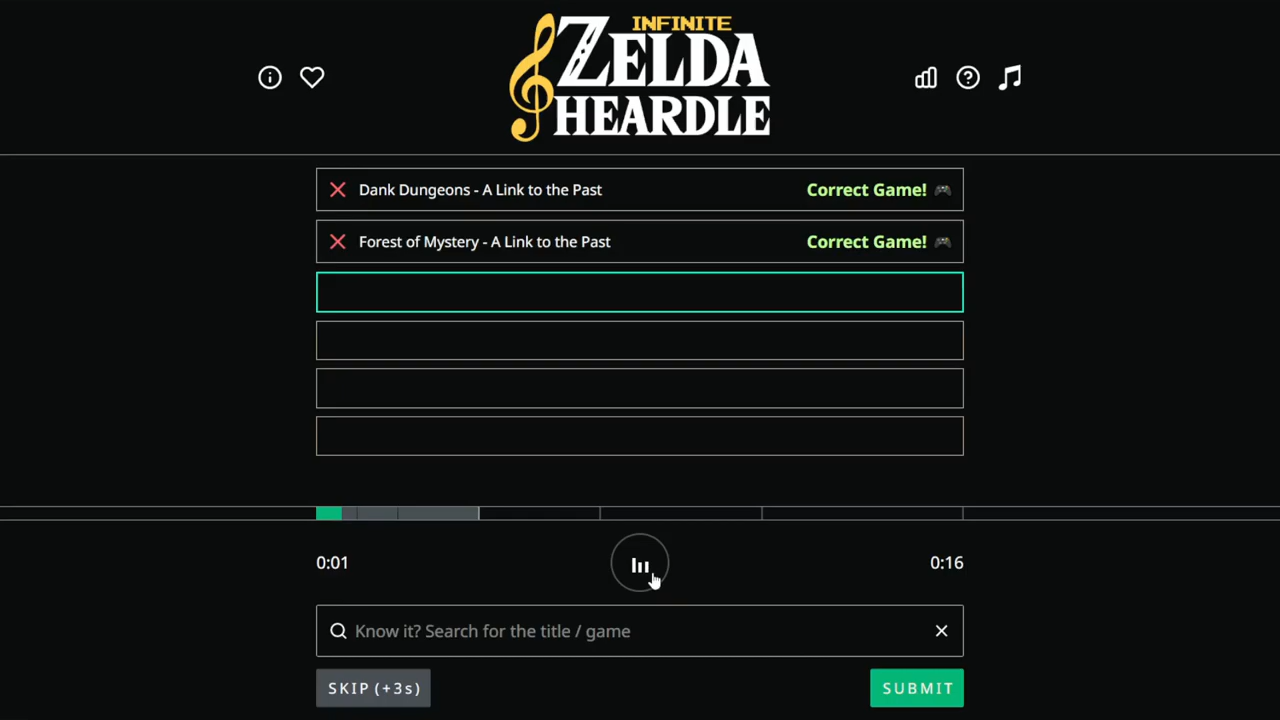 INFINITE
ZELDA
HEARDLE
Dank Dungeons - A Link to the Past Correct Game!
Forest of Mystery - A Link to the Past Correct Game!
0:01 0:16
Know it? Search for the title / game
SKIP (+3s) SUBMIT